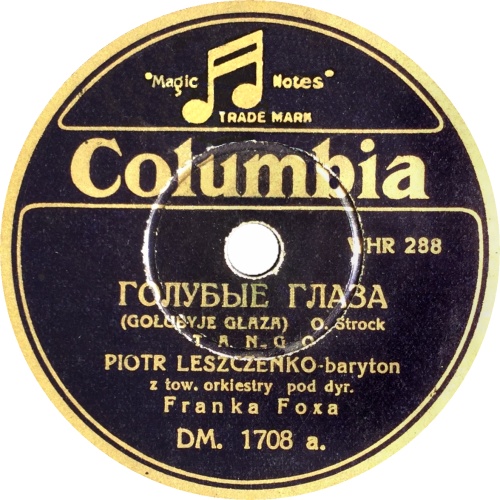 "Magic Notes"
TRADE MARK
Columbia
WHR 288
ГОЛУБЫЕ ГЛАЗА
(GOŁUBYJE GŁAZA) O. Strock
TANGO
PIOTR LESZCZENKO-baryton
z tow. orkiestry pod dyr.
Franka Foxa
DM. 1708 a.